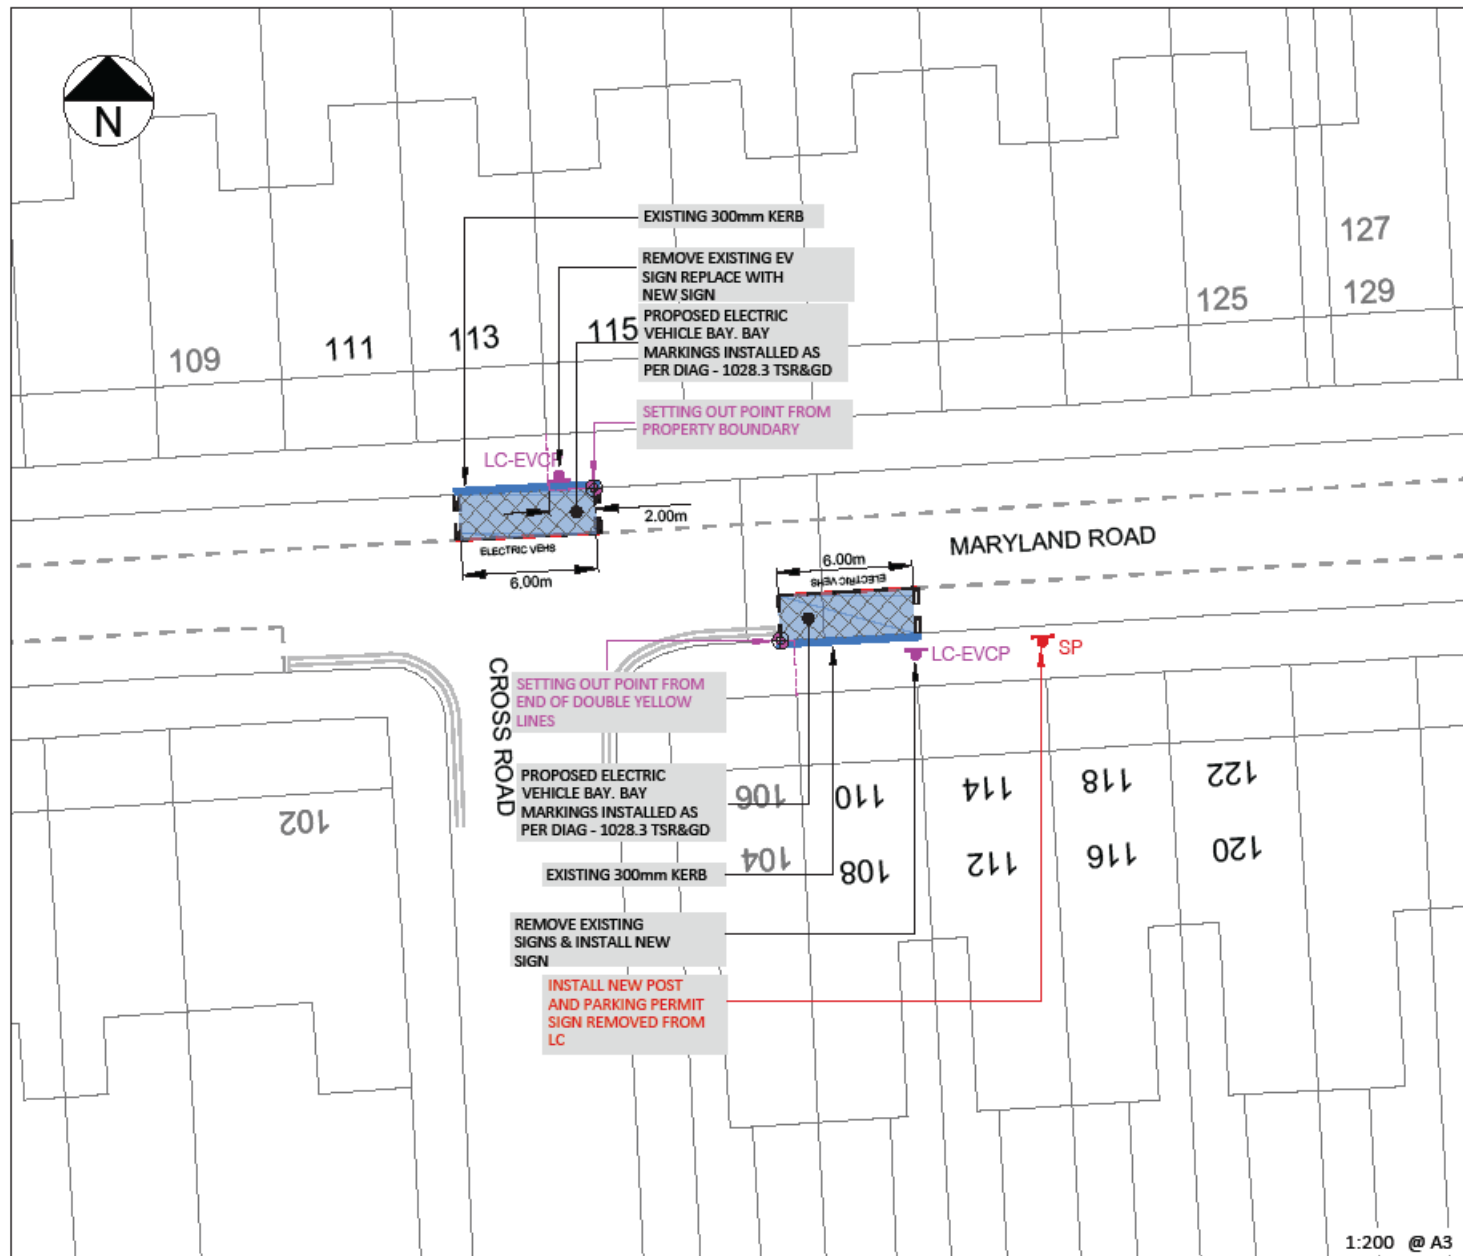 N
EXISTING 300mm KERB
REMOVE EXISTING EV
SIGN REPLACE WITH
NEW SIGN
PROPOSED ELECTRIC
VEHICLE BAY. BAY
MARKINGS INSTALLED AS
PER DIAG - 1028.3 TSR&GD
SETTING OUT POINT FROM
PROPERTY BOUNDARY
109
111
113
115
125
127
129
LC-EVCP
2.00m
ELECTRIC VEHS
6.00m
MARYLAND ROAD
6.00m
ELECTRIC VEHS
LC-EVCP
SP
CROSS ROAD
SETTING OUT POINT FROM
END OF DOUBLE YELLOW
LINES
PROPOSED ELECTRIC
VEHICLE BAY. BAY
MARKINGS INSTALLED AS
PER DIAG - 1028.3 TSR&GD
EXISTING 300mm KERB
REMOVE EXISTING
SIGNS & INSTALL NEW
SIGN
INSTALL NEW POST
AND PARKING PERMIT
SIGN REMOVED FROM
LC
102
106
110
114
118
122
104
108
112
116
120
1:200 @ A3